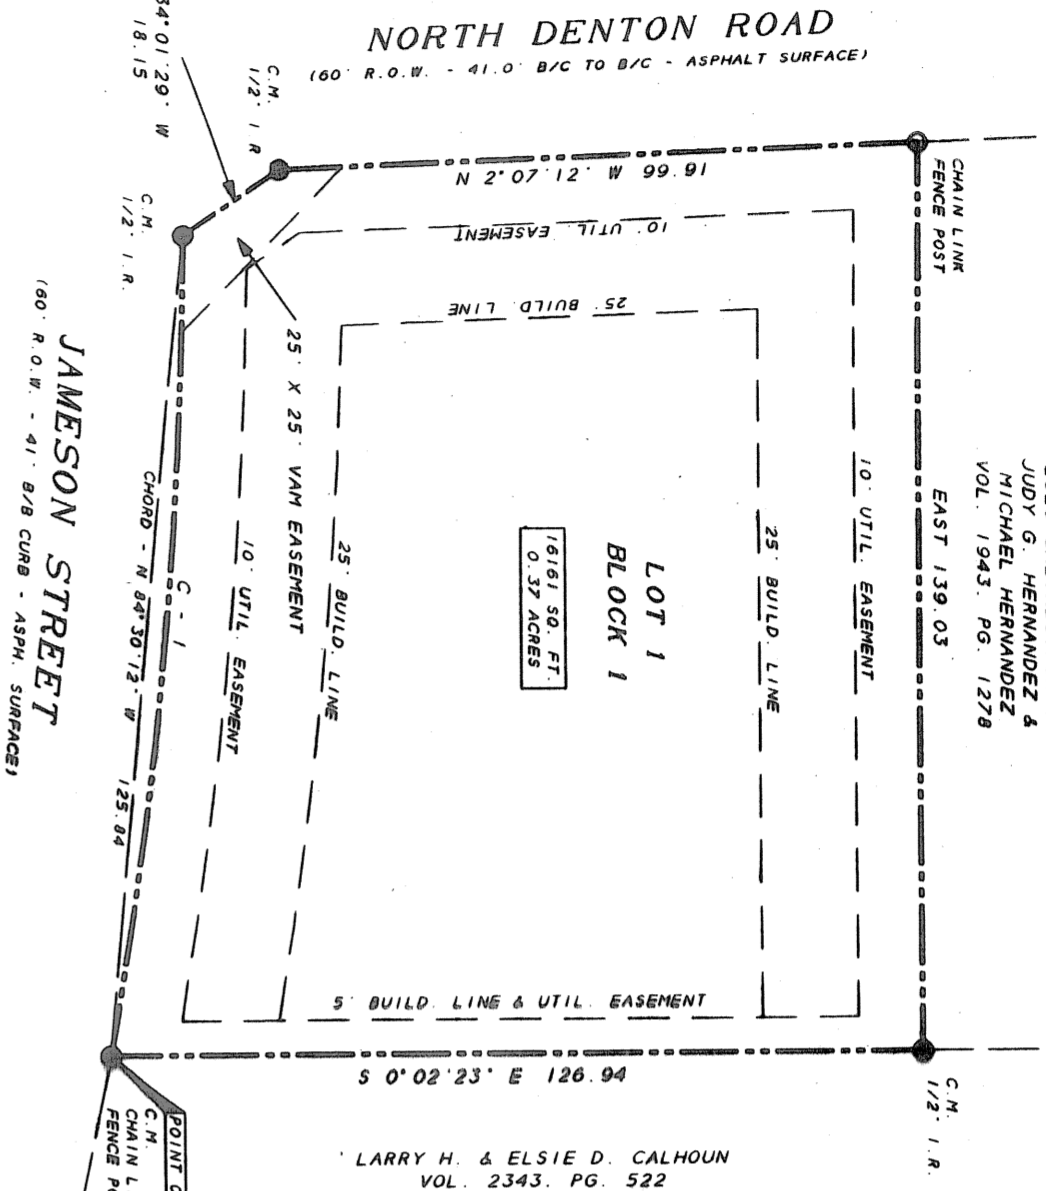 NORTH DENTON ROAD
(60' R.O.W. - 41.0' B/C TO B/C - ASPHALT SURFACE)
34° 01' 29" W
18.15
C.M.
1/2" I.R
C.M.
1/2" I.R.
CHAIN LINK
FENCE POST
N 2° 07' 12" W 99.91
10' UTIL. EASEMENT
25' BUILD. LINE
25' X 25' VAM EASEMENT
JAMESON STREET
(60' R.O.W. - 41' B/B CURB - ASPH. SURFACE)
CHORD - N 84° 30' 12" W 125.84
C - 1
10' UTIL. EASEMENT
25' BUILD. LINE
LOT 1
BLOCK 1
16161 SQ. FT.
0.37 ACRES
25' BUILD. LINE
10' UTIL. EASEMENT
EAST 139.03
JUDY G. HERNANDEZ &
MICHAEL HERNANDEZ
VOL. 1943. PG. 1278
5' BUILD. LINE & UTIL. EASEMENT
S 0° 02' 23" E 126.94
C.M.
1/2" I.R.
POINT
C.M.
CHAIN L
FENCE PO
LARRY H. & ELSIE D. CALHOUN
VOL. 2343. PG. 522